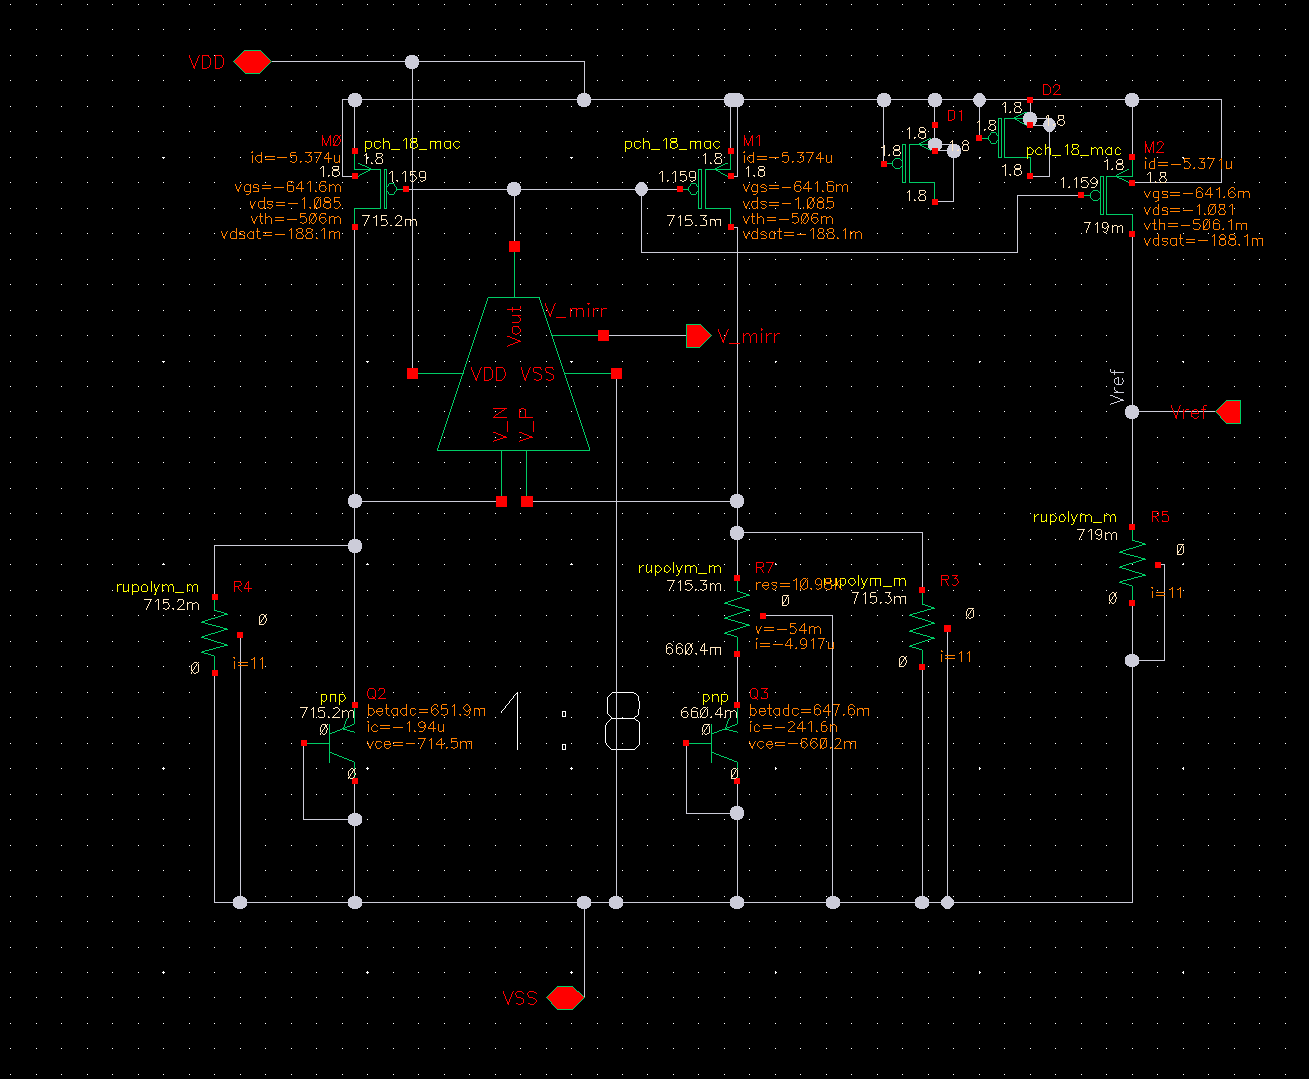 VDD
M0
pch_18_mac
id=-5.374u
1.8
1.8
1.159
vgs=-641.6m
vds=-1.085
vth=-506m
vdsat=-188.1m
715.2m
pch_18_mac
M1
id=-5.374u
1.8
1.8
1.159
vgs=-641.6m
vds=-1.085
vth=-506m
vdsat=-188.1m
715.3m
D1
1.8
1.8
1.8
D2
1.8
1.8
1.8
pch_18_mac
M2
1.8
1.8
1.159
vgs=-641.6m
vds=-1.081
vth=-506.1m
vdsat=-188.1m
719m
Vout
V_mirr
V_mirr
VDD
VSS
V_N
V_P
Vref
Vref
rupolym_m
R4
715.2m
0
0
i=11
rupolym_m
R7
715.3m
0
v=-54m
i=-4.917u
660.4m
rupolym_m
R3
715.3m
0
0
i=11
rupolym_m
R5
719m
0
0
i=11
pnp
Q2
715.2m
betadc=651.9m
0
ic=-1.94u
vce=-714.5m
0
1:8
pnp
Q3
660.4m
betadc=647.6m
0
ic=-241.6n
vce=-660.2m
0
VSS